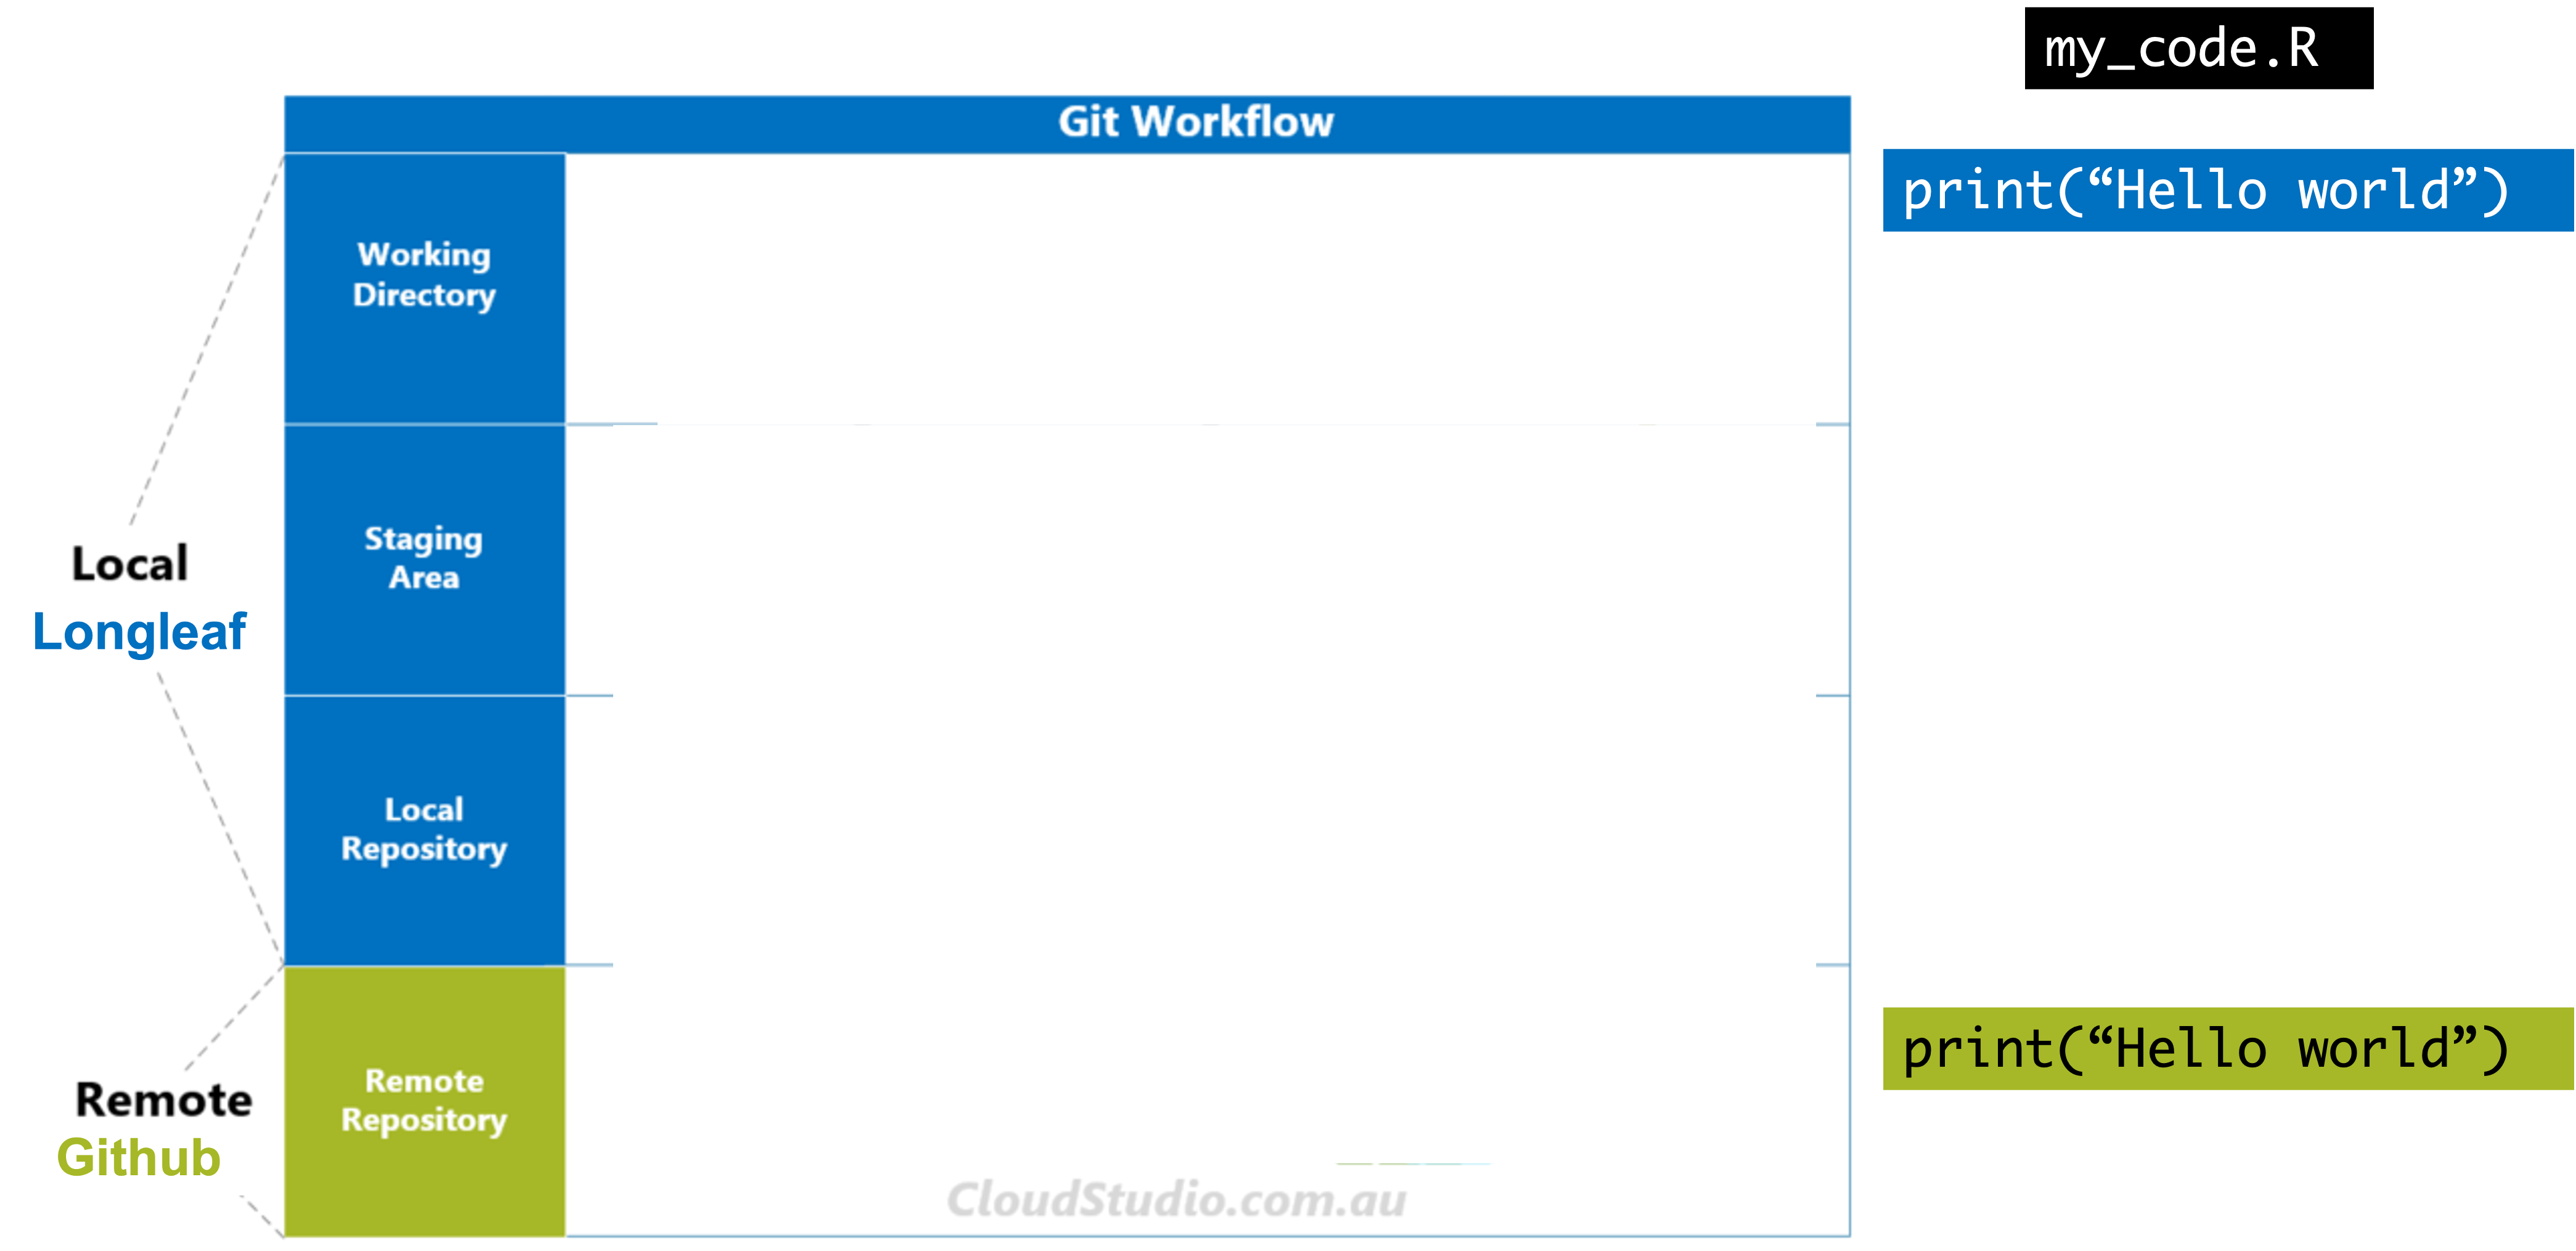 my_code.R
Git Workflow
print(“Hello world”)
Working
Directory
Staging
Area
Local
Longleaf
Local
Repository
print(“Hello world”)
Remote
Repository
Remote
Github
CloudStudio.com.au